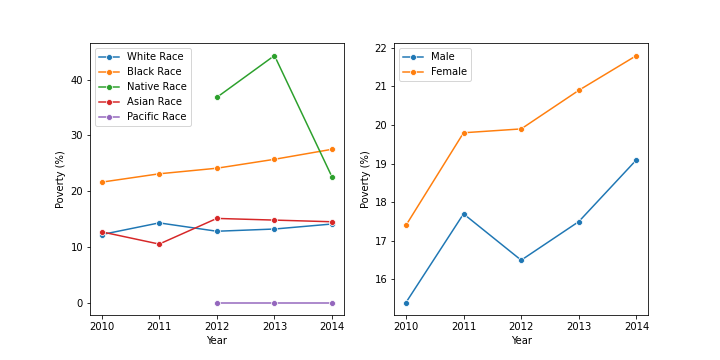 White Race
Black Race
Native Race
Asian Race
Pacific Race
40
30
20
10
0
Poverty (%)
2010 2011 2012 2013 2014
Year
Male
Female
22
21
20
19
18
17
16
Poverty (%)
2010 2011 2012 2013 2014
Year